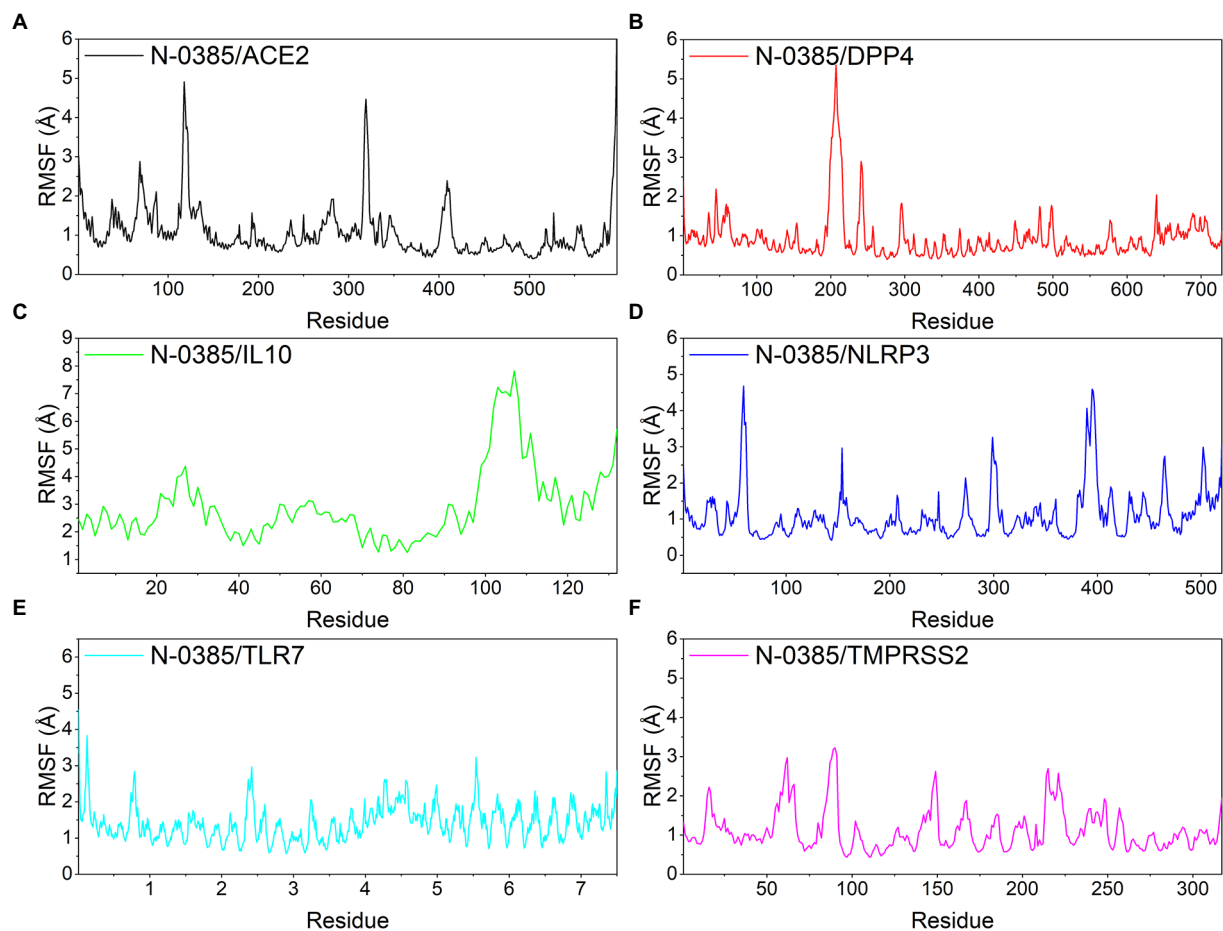 A
N-0385/ACE2
RMSF (Å)
6
5
4
3
2
1
0
100 200 300 400 500
Residue
B
N-0385/DPP4
RMSF (Å)
6
5
4
3
2
1
0
100 200 300 400 500 600 700
Residue
C
N-0385/IL10
RMSF (Å)
9
8
7
6
5
4
3
2
1
20 40 60 80 100 120
Residue
D
N-0385/NLRP3
RMSF (Å)
6
5
4
3
2
1
0
100 200 300 400 500
Residue
E
N-0385/TLR7
RMSF (Å)
6
5
4
3
2
1
0
1 2 3 4 5 6 7
Residue
F
N-0385/TMPRSS2
RMSF (Å)
6
5
4
3
2
1
0
50 100 150 200 250 300
Residue